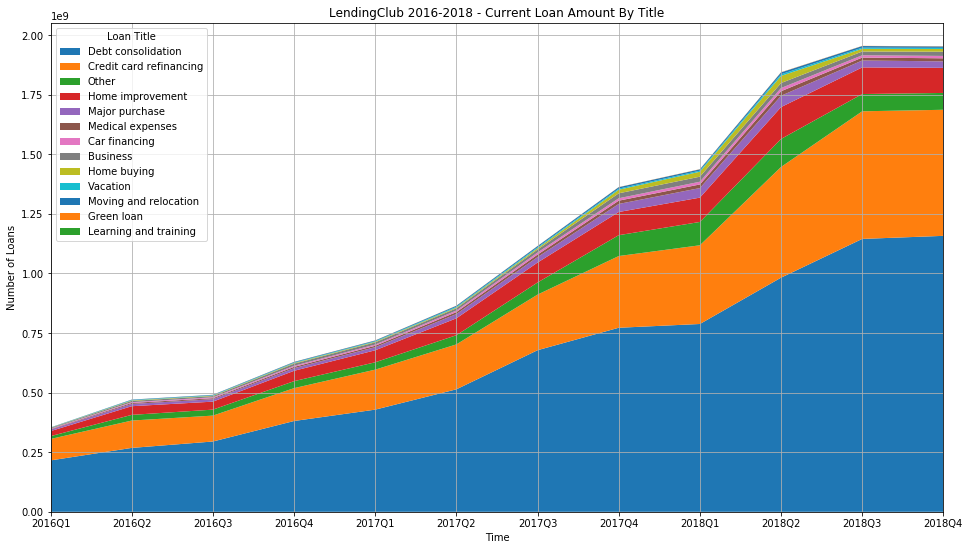 LendingClub 2016-2018 - Current Loan Amount By Title
1e9
2.00
1.75
1.50
1.25
1.00
0.75
0.50
0.25
0.00
Number of Loans
Loan Title
Debt consolidation
Credit card refinancing
Other
Home improvement
Major purchase
Medical expenses
Car financing
Business
Home buying
Vacation
Moving and relocation
Green loan
Learning and training
2016Q1 2016Q2 2016Q3 2016Q4 2017Q1 2017Q2 2017Q3 2017Q4 2018Q1 2018Q2 2018Q3 2018Q4
Time